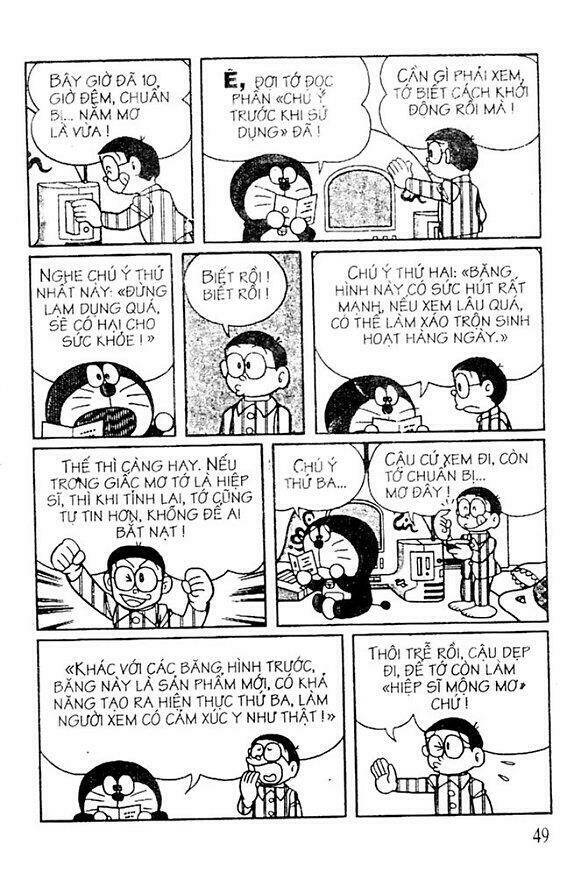 BÂY GIỜ ĐÃ 10
GIỜ ĐÊM, CHUẨN
BỊ... NẰM MƠ
LÀ VỪA !
Ê, ĐỢI TỚ ĐỌC
PHẦN «CHÚ Ý
TRƯỚC KHI SỬ
DỤNG» ĐÃ !
CẦN GÌ PHẢI XEM,
TỚ BIẾT CÁCH KHỞI
ĐỘNG RỒI MÀ !
NGHE CHÚ Ý THỨ
NHẤT NÀY: «ĐỪNG
LẠM DỤNG QUÁ,
SẼ CÓ HẠI CHO
SỨC KHỎE !»
BIẾT RỒI !
BIẾT RỒI !
CHÚ Ý THỨ HAI: «BĂNG
HÌNH NÀY CÓ SỨC HÚT RẤT
MẠNH, NẾU XEM LÂU QUÁ,
CÓ THỂ LÀM XÁO TRỘN SINH
HOẠT HÀNG NGÀY.»
THẾ THÌ CÀNG HAY. NẾU
TRONG GIẤC MƠ TỚ LÀ HIỆP
SĨ, THÌ KHI TỈNH LẠI, TỚ CŨNG
TỰ TIN HƠN, KHÔNG ĐỂ AI
BẮT NẠT !
CHÚ Ý
THỨ BA...
CẬU CỨ XEM ĐI, CÒN
TỚ CHUẨN BỊ...
MƠ ĐÂY !
«KHÁC VỚI CÁC BĂNG HÌNH TRƯỚC,
BĂNG NÀY LÀ SẢN PHẨM MỚI, CÓ KHẢ
NĂNG TẠO RA HIỆN THỰC THỨ BA, LÀM
NGƯỜI XEM CÓ CẢM XÚC Y NHƯ THẬT !»
THÔI TRỄ RỒI, CẬU DẸP
ĐI, ĐỂ TỚ CÒN LÀM
«HIỆP SĨ MỘNG MƠ»
CHỨ !
49